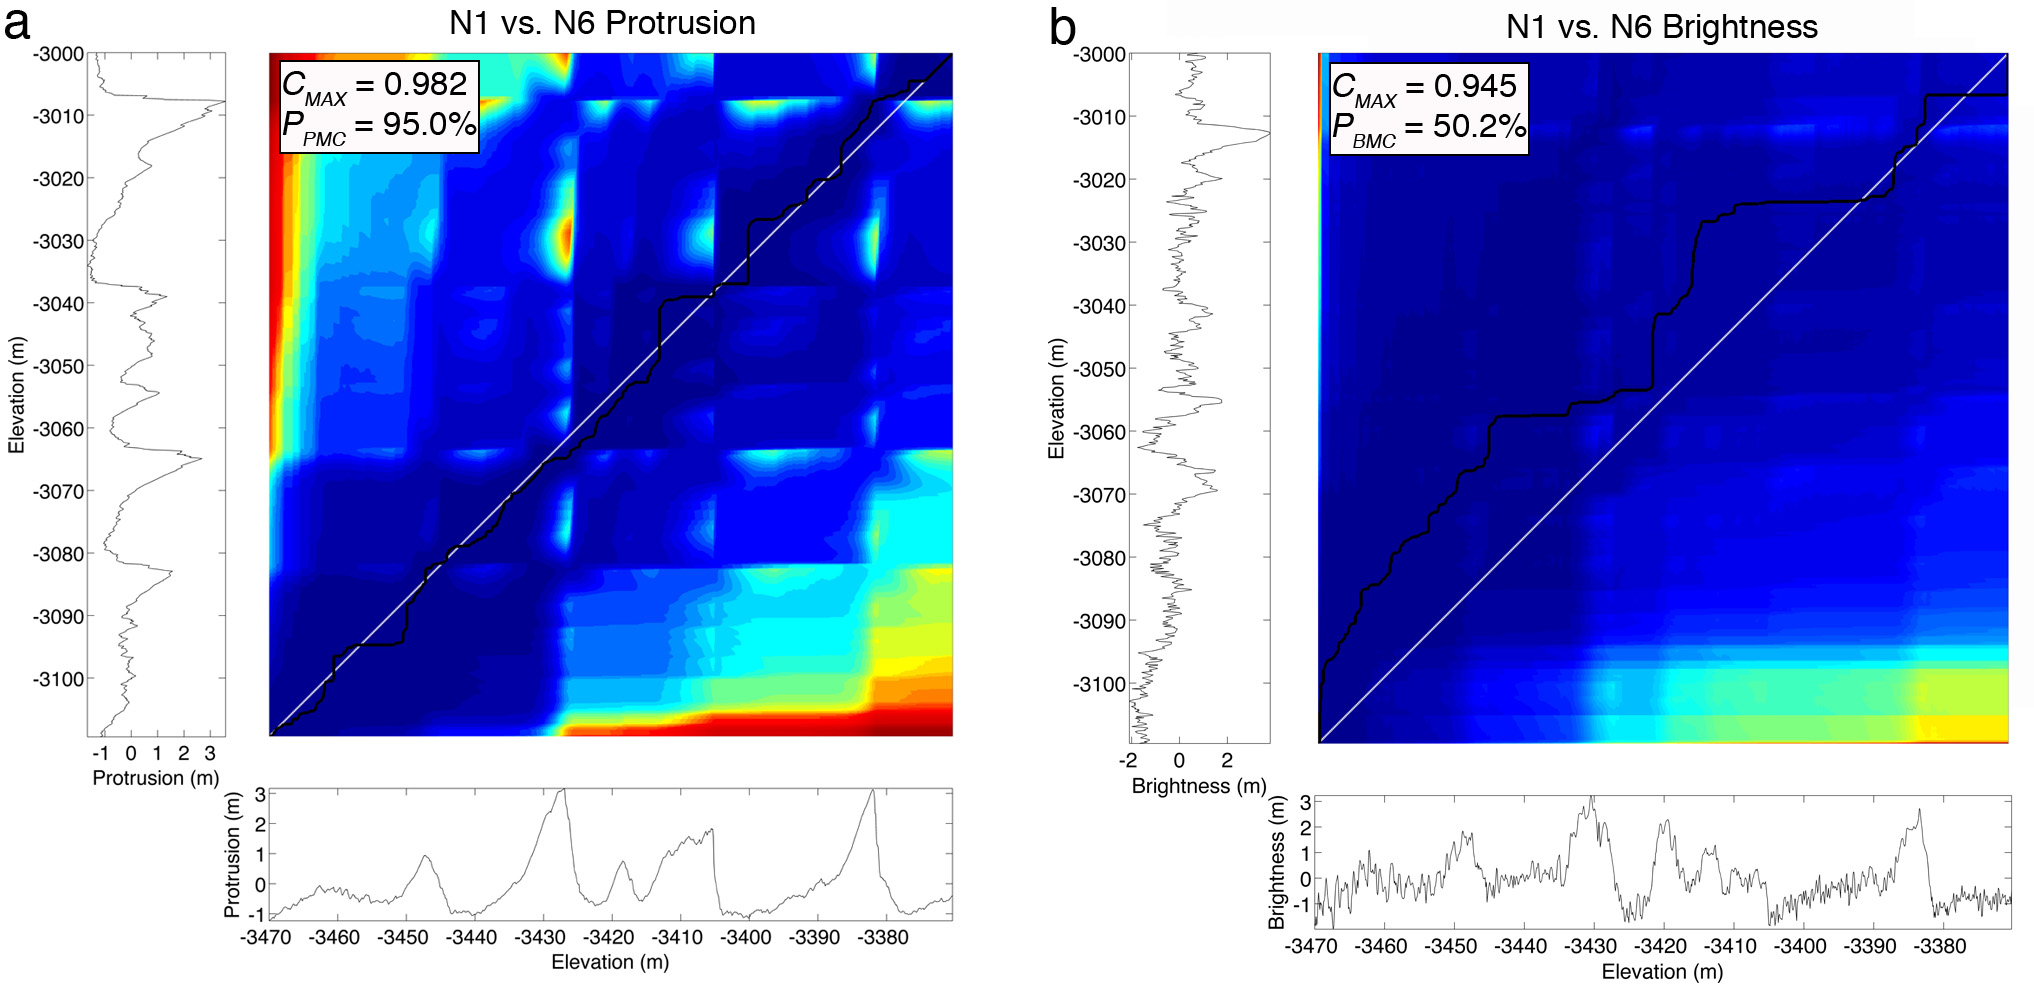 a
N1 vs. N6 Protrusion
C MAX = 0.982
P PMC = 95.0%
-3000
-3010
-3020
-3030
-3040
-3050
-3060
-3070
-3080
-3090
-3100
Elevation (m)
-1 0 1 2 3
Protrusion (m)
3
2
1
0
-1
Protrusion (m)
-3470 -3460 -3450 -3440 -3430 -3420 -3410 -3400 -3390 -3380
Elevation (m)
b
N1 vs. N6 Brightness
C MAX = 0.945
P BMC = 50.2%
-3000
-3010
-3020
-3030
-3040
-3050
-3060
-3070
-3080
-3090
-3100
Elevation (m)
-2 0 2
Brightness (m)
3
2
1
0
-1
Brightness (m)
-3470 -3460 -3450 -3440 -3430 -3420 -3410 -3400 -3390 -3380
Elevation (m)